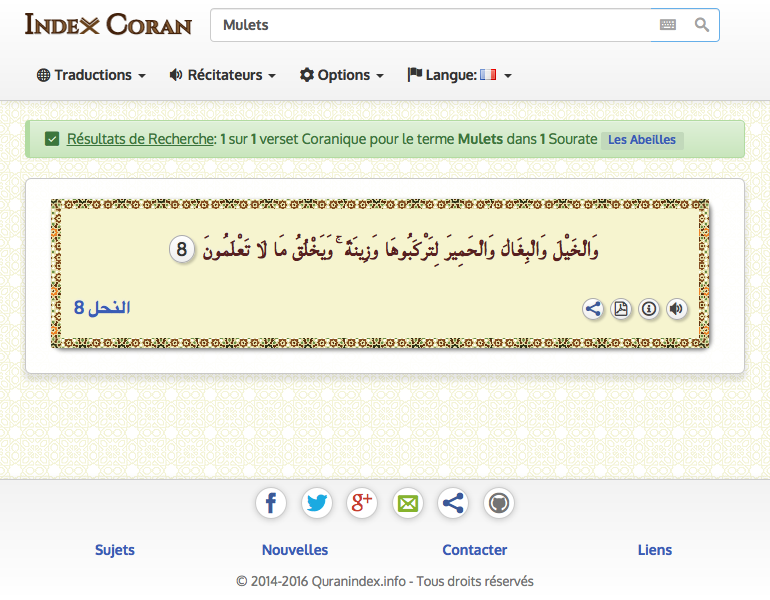 Index Coran
Mulets
Traductions Récitateurs Options Langue:
Résultats de Recherche: 1 sur 1 verset Coranique pour le terme Mulets dans 1 Sourate Les Abeilles
وَالْخَيْلَ وَالْبِغَالَ وَالْحَمِيرَ لِتَرْكَبُوهَا وَزِينَةً ۚ وَيَخْلُقُ مَا لَا تَعْلَمُونَ 8
النحل 8
Sujets Nouvelles Contacter Liens
© 2014-2016 Quranindex.info - Tous droits réservés